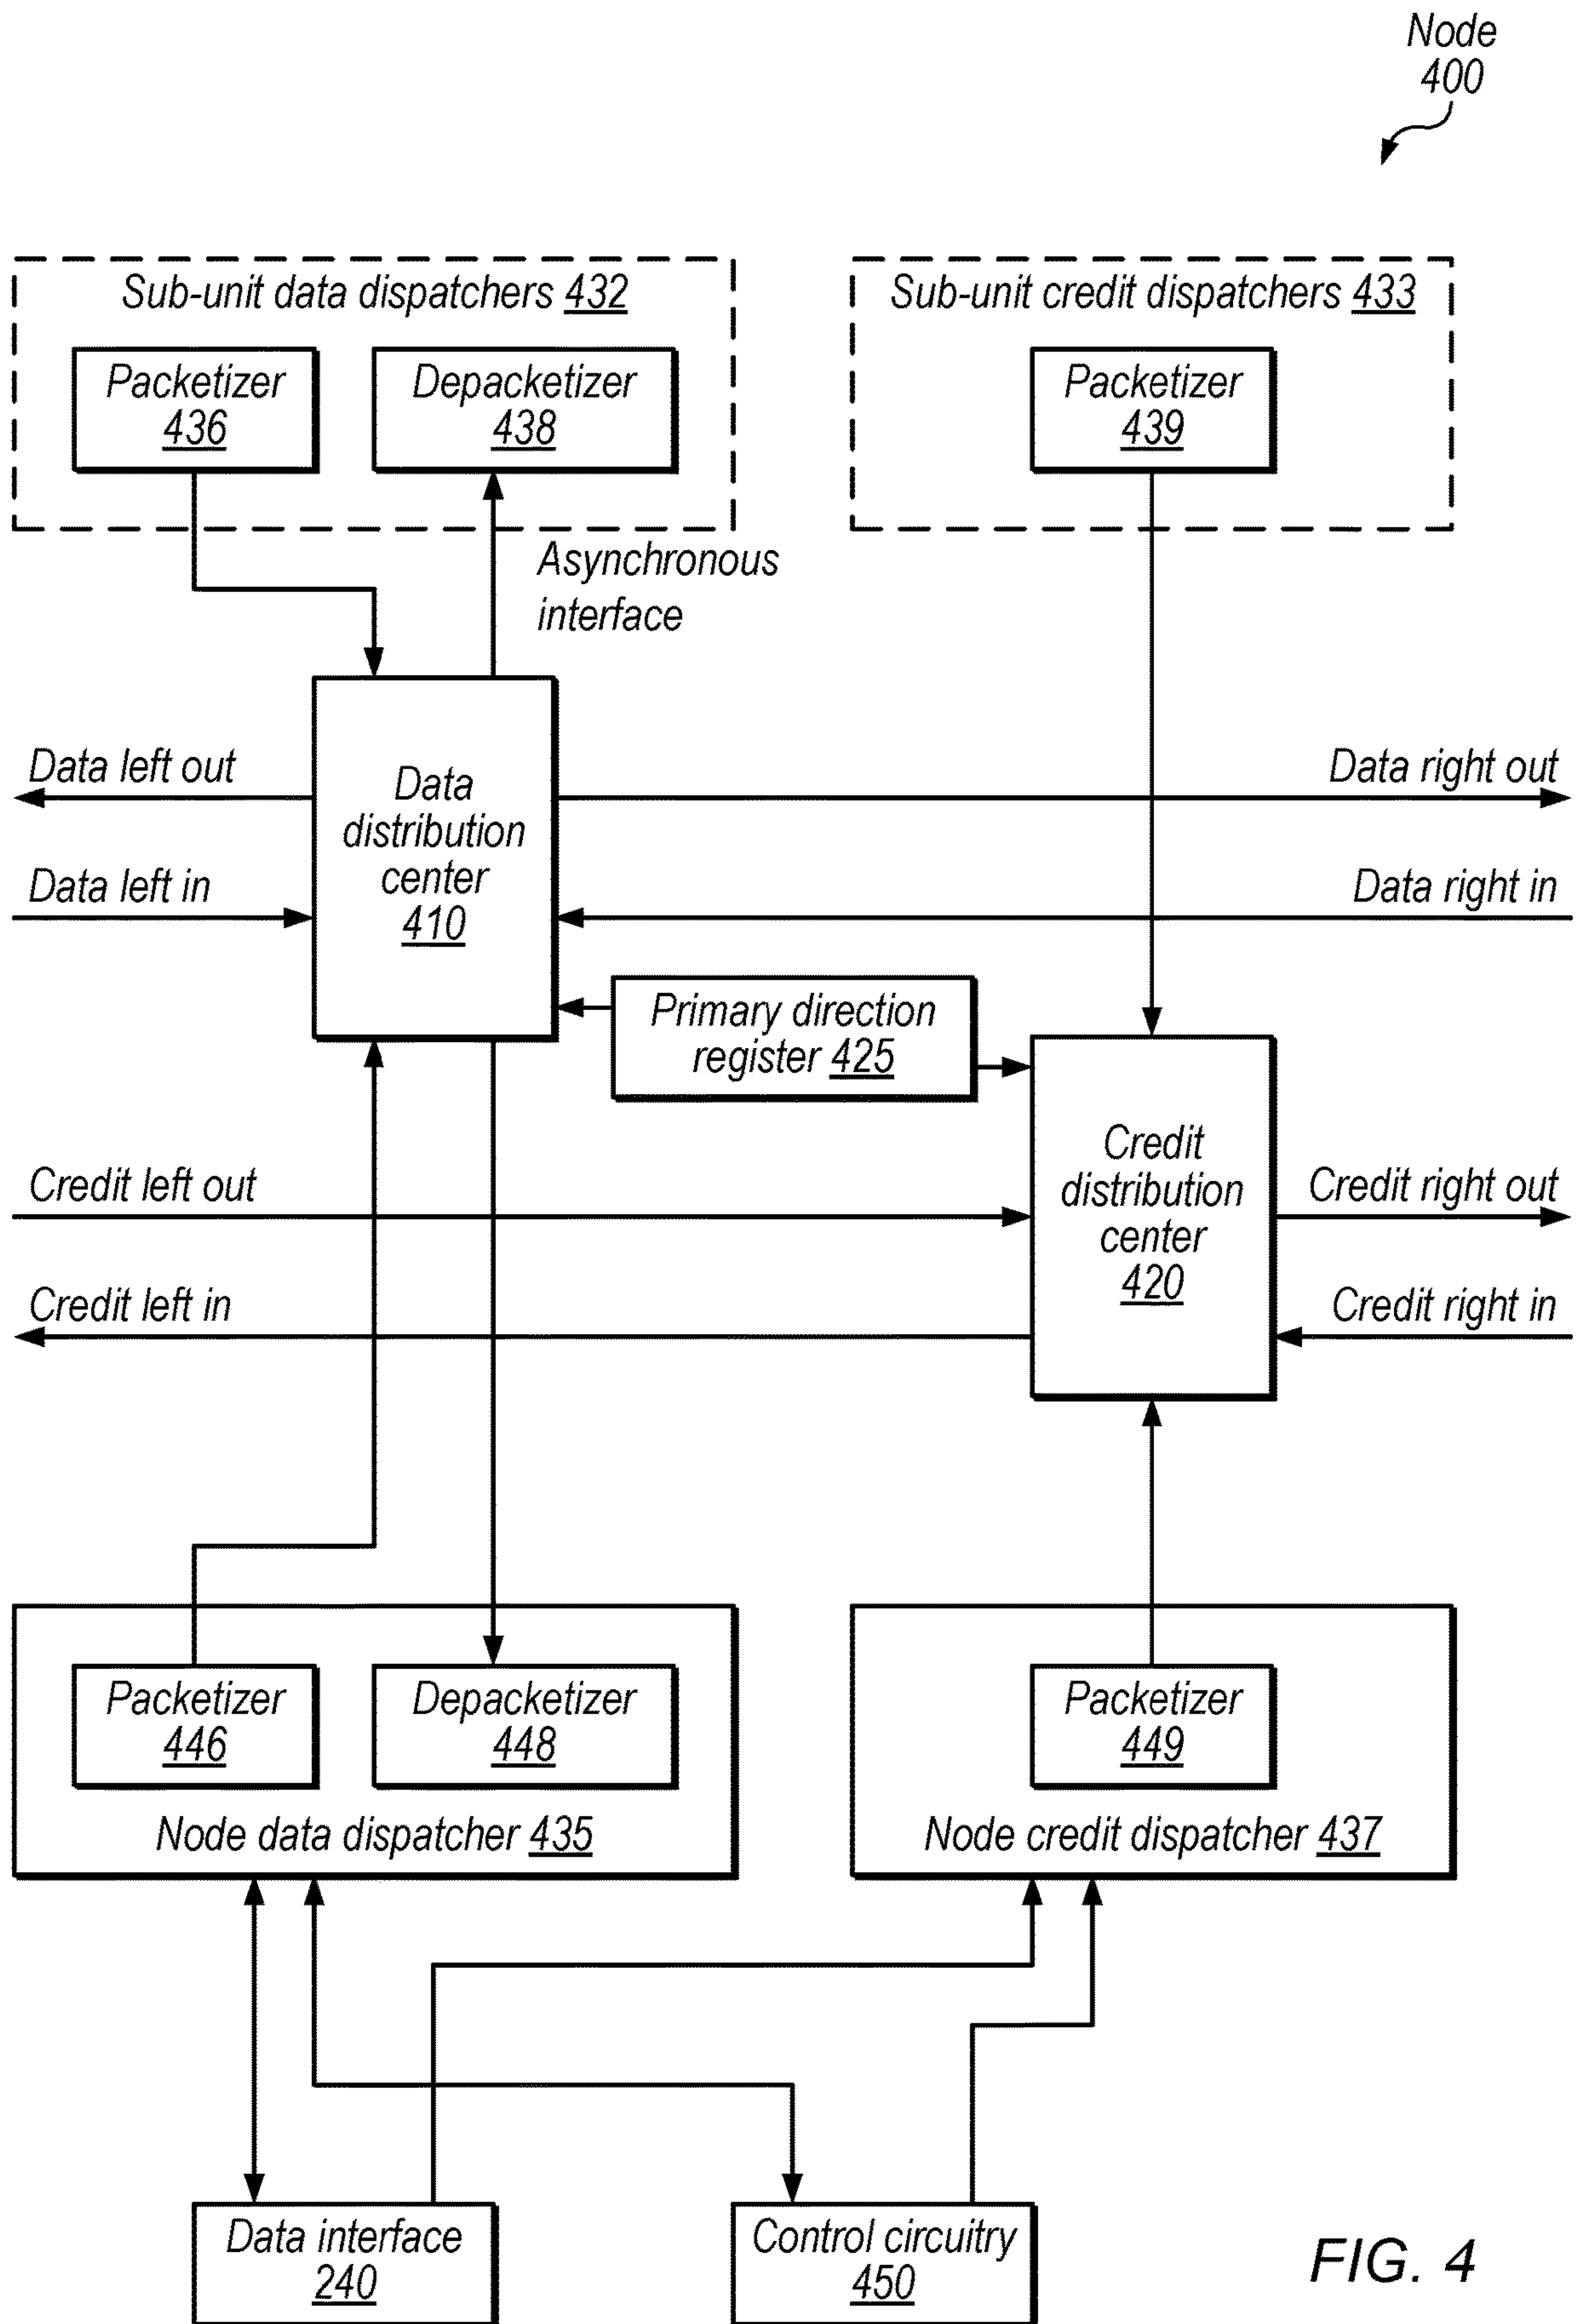 Node
400
Sub-unit data dispatchers 432
Sub-unit credit dispatchers 433
Packetizer
436
Depacketizer
438
Packetizer
439
Asynchronous
interface
Data left out
Data right out
Data
distribution
center
410
Data left in
Data right in
Primary direction
register 425
Credit
distribution
center
420
Credit left out
Credit right out
Credit left in
Credit right in
Packetizer
446
Depacketizer
448
Packetizer
449
Node data dispatcher 435
Node credit dispatcher 437
Data interface
240
Control circuitry
450
FIG. 4